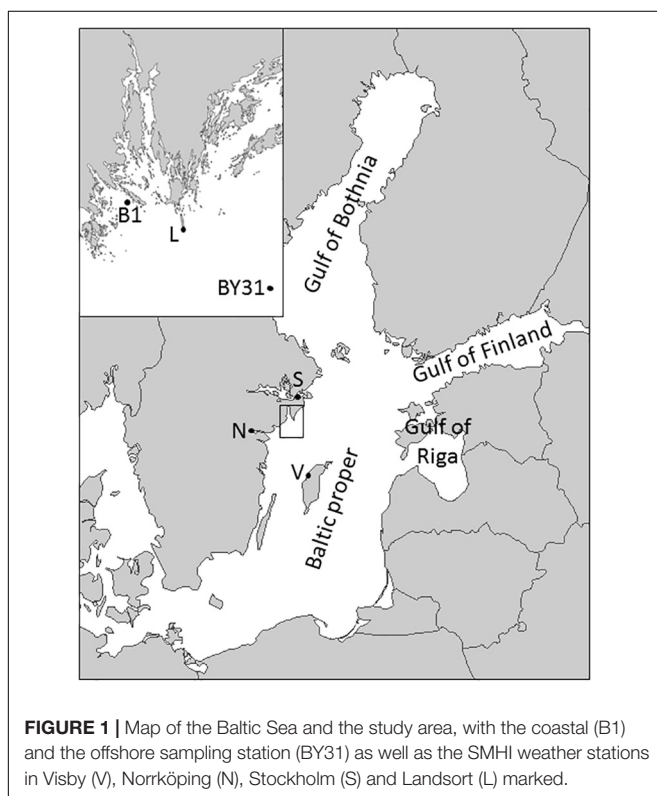 B1
L
BY31
Gulf of Bothnia
Gulf of Finland
S
N
Gulf of
Riga
V
Baltic proper
FIGURE 1 | Map of the Baltic Sea and the study area, with the coastal (B1)
and the offshore sampling station (BY31) as well as the SMHI weather stations
in Visby (V), Norrköping (N), Stockholm (S) and Landsort (L) marked.